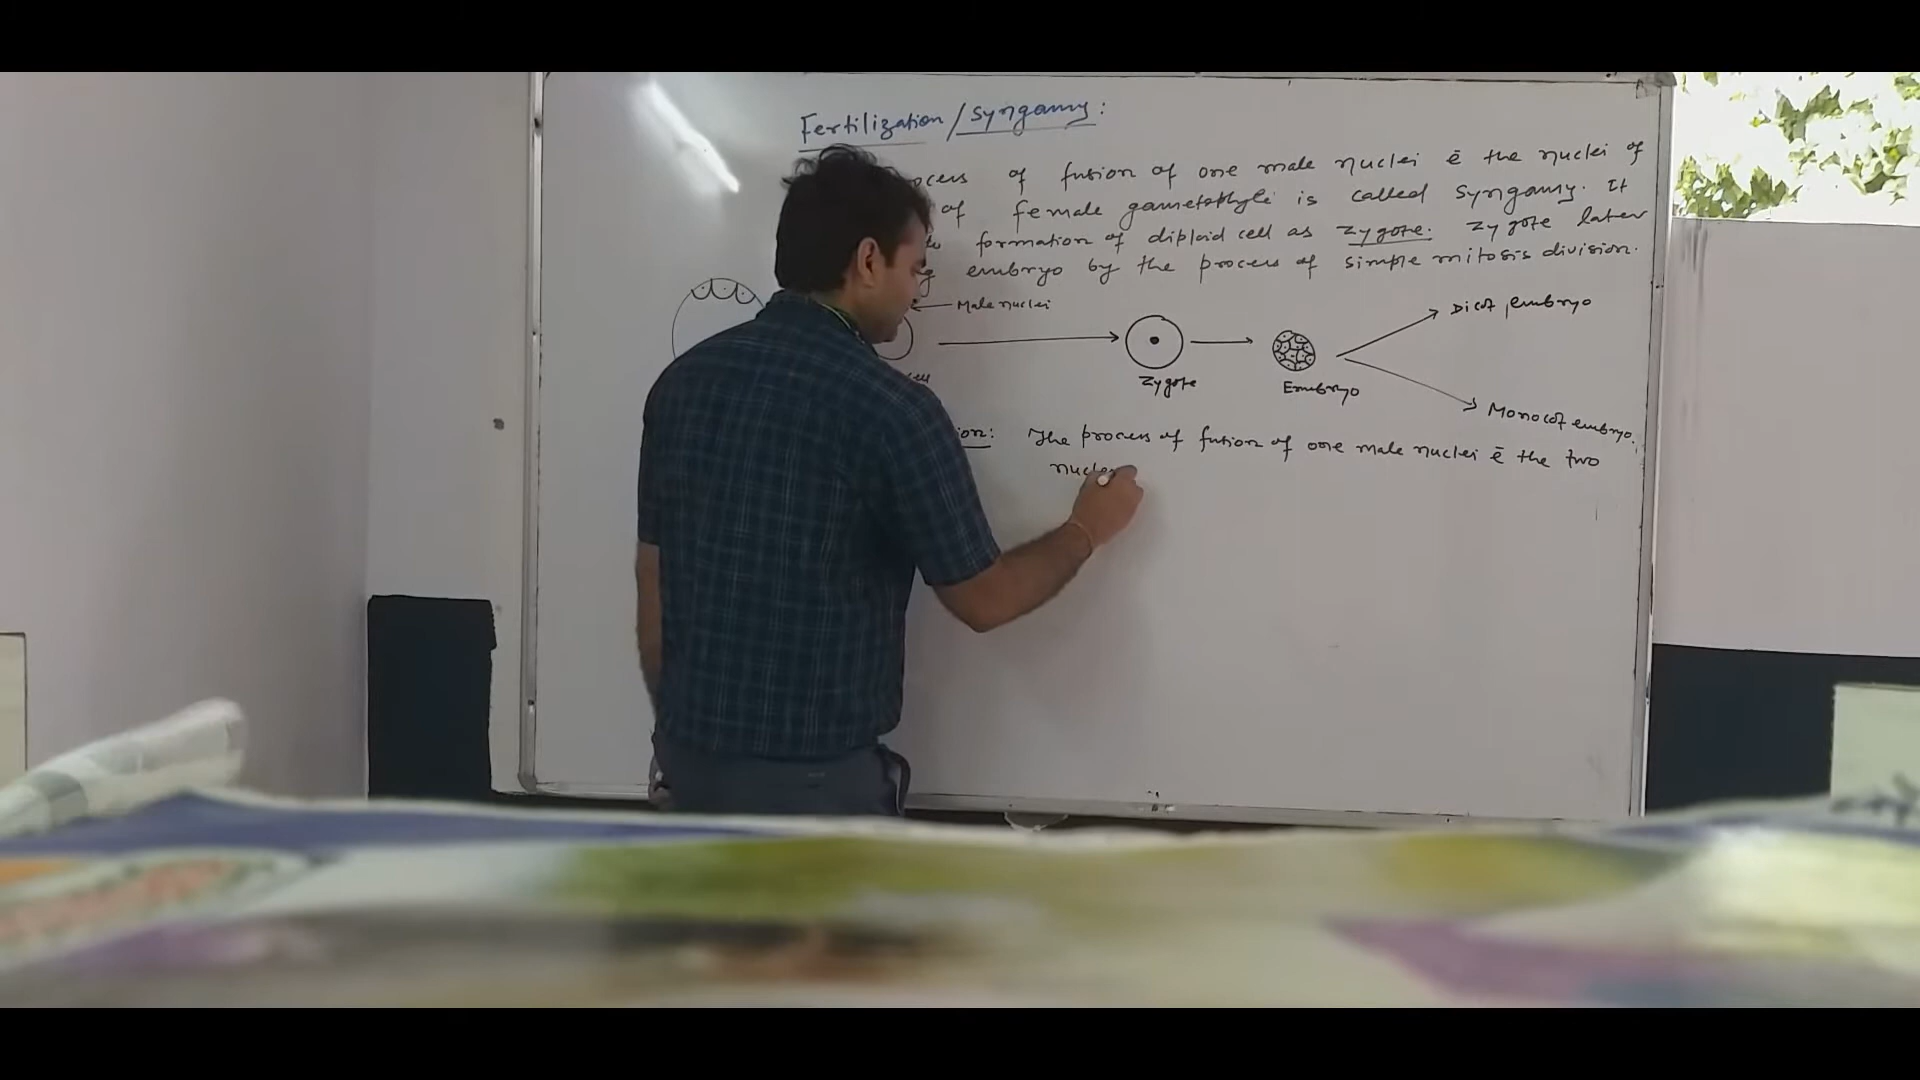 Fertilization / Syngamy:
of fusion of one male nuclei c̄ the nuclei of
of female gametophyte is called Syngamy. It
formation of diploid cell as zygote. Zygote later
embryo by the process of simple mitosis division.
Male nuclei
Dicot embryo
Zygote
Embryo
Monocot embryo.
ion: The process of fusion of one male nuclei c̄ the two